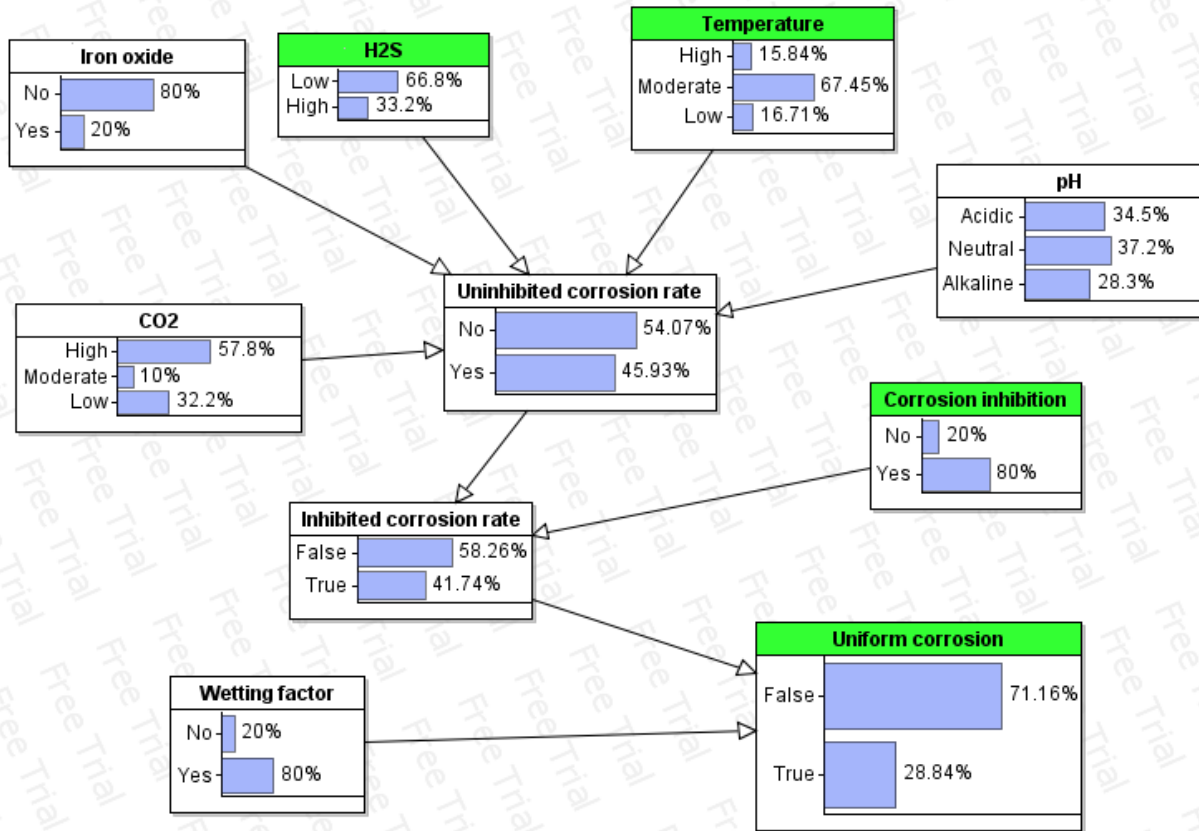 Iron oxide
No 80%
Yes 20%
H2S
Low 66.8%
High 33.2%
Temperature
High 15.84%
Moderate 67.45%
Low 16.71%
pH
Acidic 34.5%
Neutral 37.2%
Alkaline 28.3%
Uninhibited corrosion rate
No 54.07%
Yes 45.93%
CO2
High 57.8%
Moderate 10%
Low 32.2%
Corrosion inhibition
No 20%
Yes 80%
Inhibited corrosion rate
False 58.26%
True 41.74%
Uniform corrosion
False 71.16%
True 28.84%
Wetting factor
No 20%
Yes 80%
Free Trial